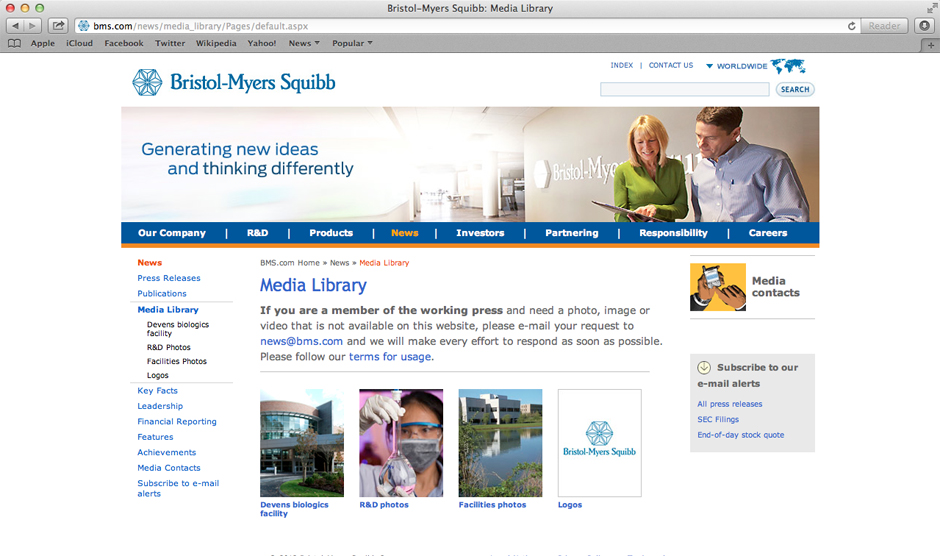 Bristol-Myers Squibb: Media Library
bms.com/news/media_library/Pages/default.aspx
Reader
Apple iCloud Facebook Twitter Wikipedia Yahoo! News Popular
INDEX | CONTACT US WORLDWIDE
Bristol-Myers Squibb
SEARCH
Generating new ideas
and thinking differently
Bristol-Myers
Our Company | R&D | Products | News | Investors | Partnering | Responsibility | Careers
News
Press Releases
Publications
Media Library
Devens biologics
facility
R&D Photos
Facilities Photos
Logos
Key Facts
Leadership
Financial Reporting
Features
Achievements
Media Contacts
Subscribe to e-mail
alerts
BMS.com Home » News » Media Library
Media Library
If you are a member of the working press and need a photo, image or
video that is not available on this website, please e-mail your request to
news@bms.com and we will make every effort to respond as soon as possible.
Please follow our terms for usage.
Bristol-Myers Squibb
Devens biologics
facility
R&D photos
Facilities photos
Logos
Media
contacts
Subscribe to our
e-mail alerts
All press releases
SEC Filings
End-of-day stock quote